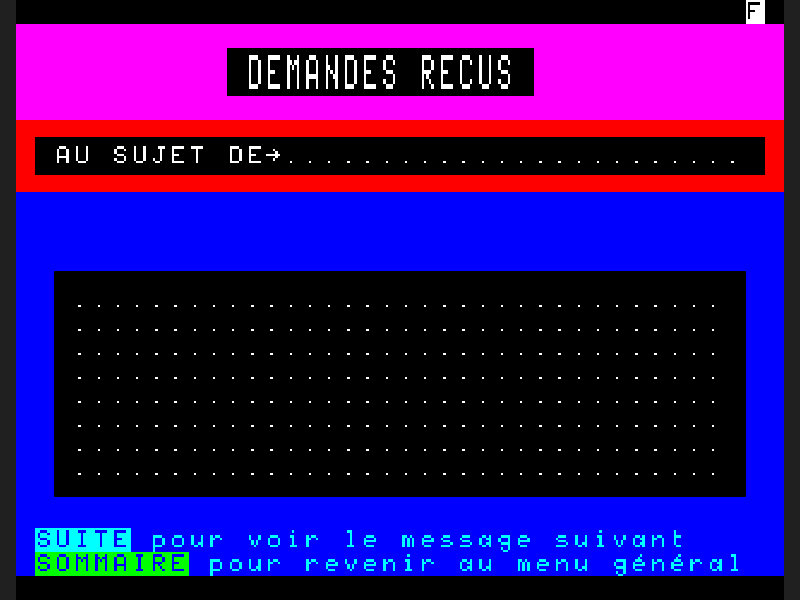 F
DEMANDES RECUS
AU SUJET DE→........................
..................................
..................................
..................................
..................................
..................................
..................................
..................................
..................................
SUITE pour voir le message suivant
SOMMAIRE pour revenir au menu général